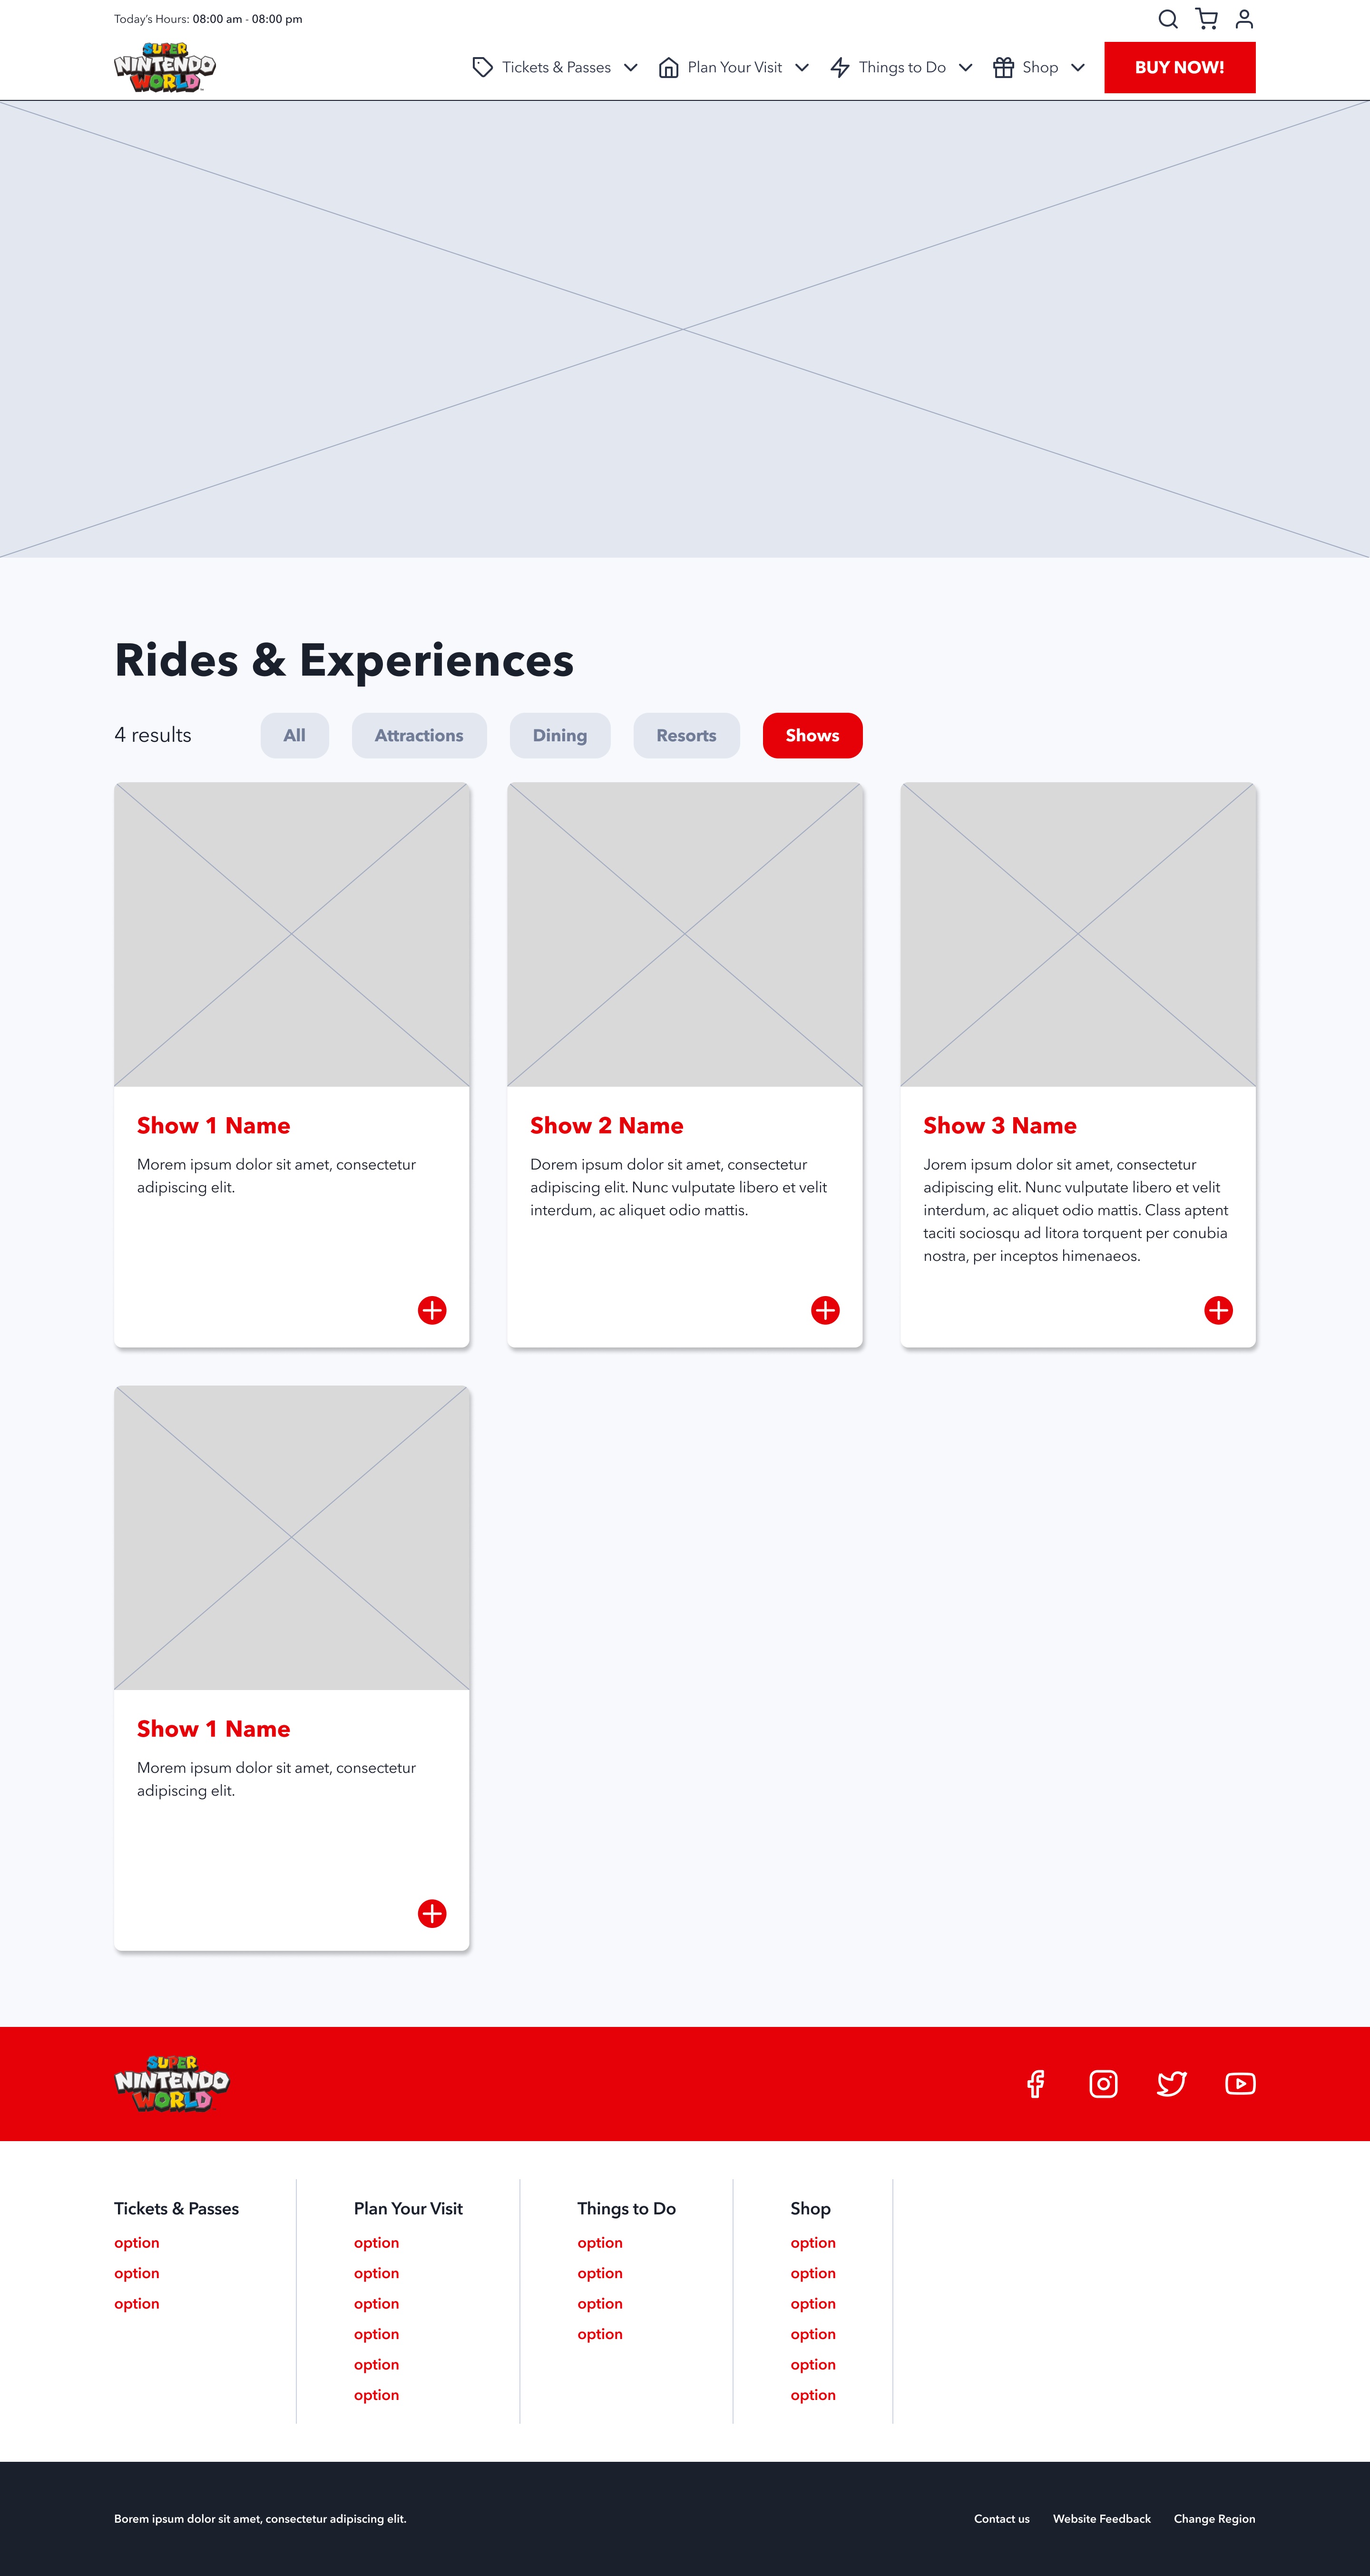 Today's Hours: 08:00 am - 08:00 pm
SUPER
NINTENDO
WORLD
Tickets & Passes
Plan Your Visit
Things to Do
Shop
BUY NOW!
Rides & Experiences
4 results
All
Attractions
Dining
Resorts
Shows
Show 1 Name
Morem ipsum dolor sit amet, consectetur
adipiscing elit.
Show 2 Name
Dorem ipsum dolor sit amet, consectetur
adipiscing elit. Nunc vulputate libero et velit
interdum, ac aliquet odio mattis.
Show 3 Name
Jorem ipsum dolor sit amet, consectetur
adipiscing elit. Nunc vulputate libero et velit
interdum, ac aliquet odio mattis. Class aptent
taciti sociosqu ad litora torquent per conubia
nostra, per inceptos himenaeos.
Show 1 Name
Morem ipsum dolor sit amet, consectetur
adipiscing elit.
SUPER
NINTENDO
WORLD
Tickets & Passes
option
option
option
Plan Your Visit
option
option
option
option
option
option
Things to Do
option
option
option
option
Shop
option
option
option
option
option
option
Borem ipsum dolor sit amet, consectetur adipiscing elit.
Contact us
Website Feedback
Change Region